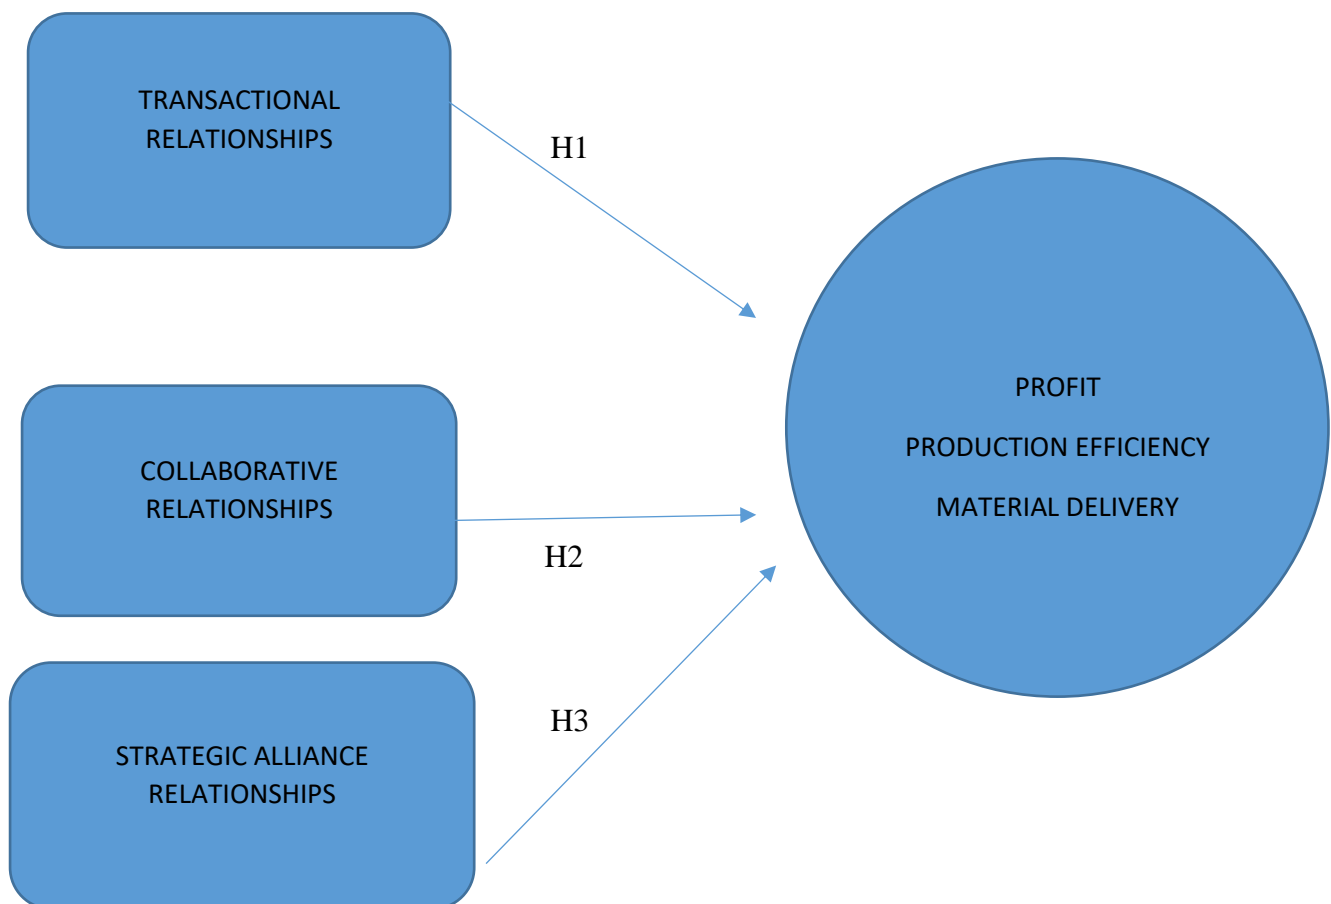 TRANSACTIONAL
RELATIONSHIPS
H1
COLLABORATIVE
RELATIONSHIPS
H2
STRATEGIC ALLIANCE
RELATIONSHIPS
H3
PROFIT
PRODUCTION EFFICIENCY
MATERIAL DELIVERY